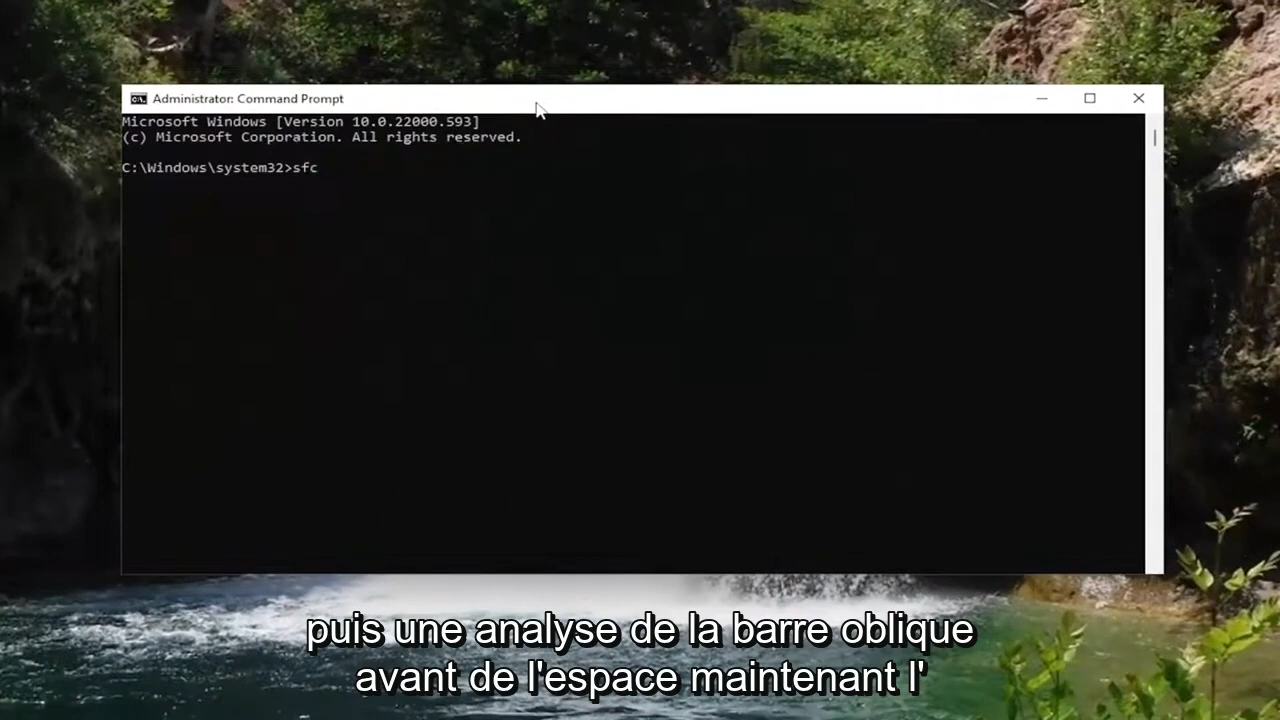 Administrator: Command Prompt
Microsoft Windows [Version 10.0.22000.593]
(c) Microsoft Corporation. All rights reserved.
C:\Windows\system32>sfc
puis une analyse de la barre oblique
avant de l'espace maintenant l'